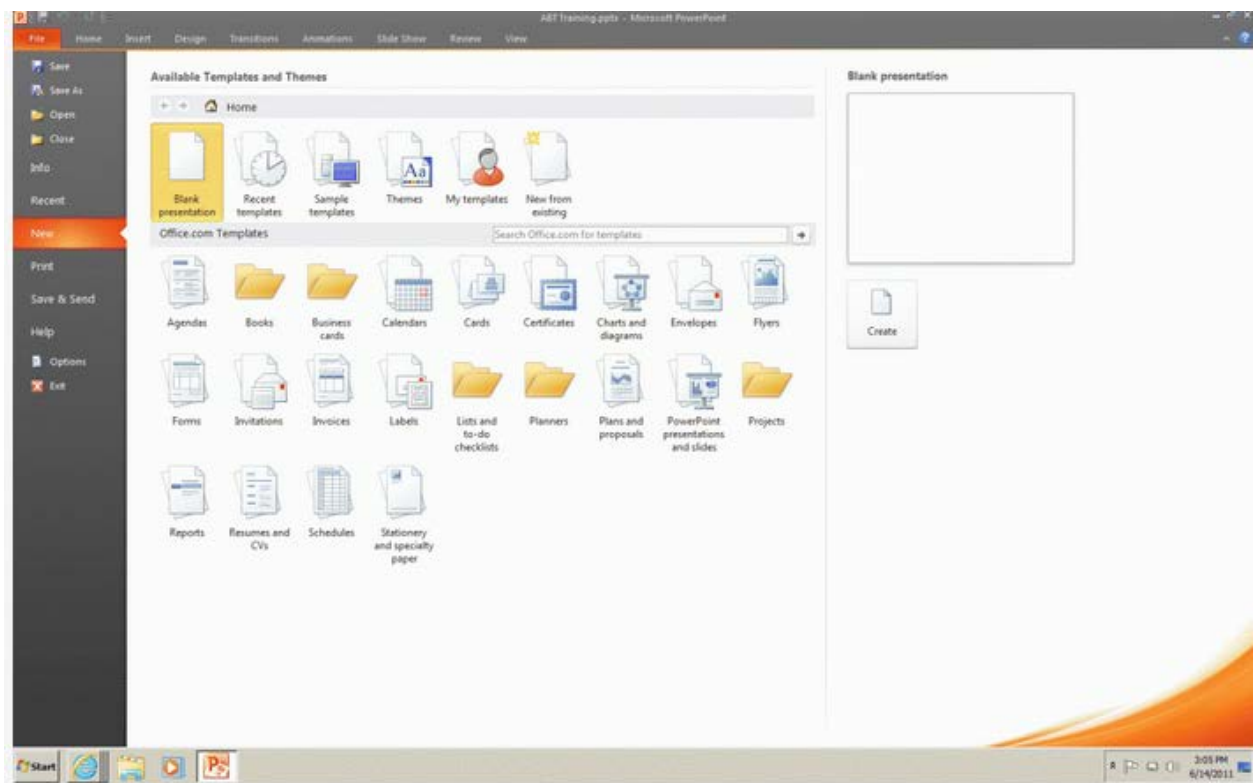 ABT Training.pptx - Microsoft PowerPoint
File Home Insert Design Transitions Animations Slide Show Review View
Save
Save As
Open
Close
Info
Recent
New
Print
Save & Send
Help
Options
Exit
Available Templates and Themes
Home
Blank presentation
Recent templates
Sample templates
Themes
My templates
New from existing
Office.com Templates
Search Office.com for templates
Agendas
Books
Business cards
Calendars
Cards
Certificates
Charts and diagrams
Envelopes
Flyers
Forms
Invitations
Invoices
Labels
Lists and to-do checklists
Planners
Plans and proposals
PowerPoint presentations and slides
Projects
Reports
Resumes and CVs
Schedules
Stationery and specialty paper
Blank presentation
Create
Start
3:05 PM
6/14/2011